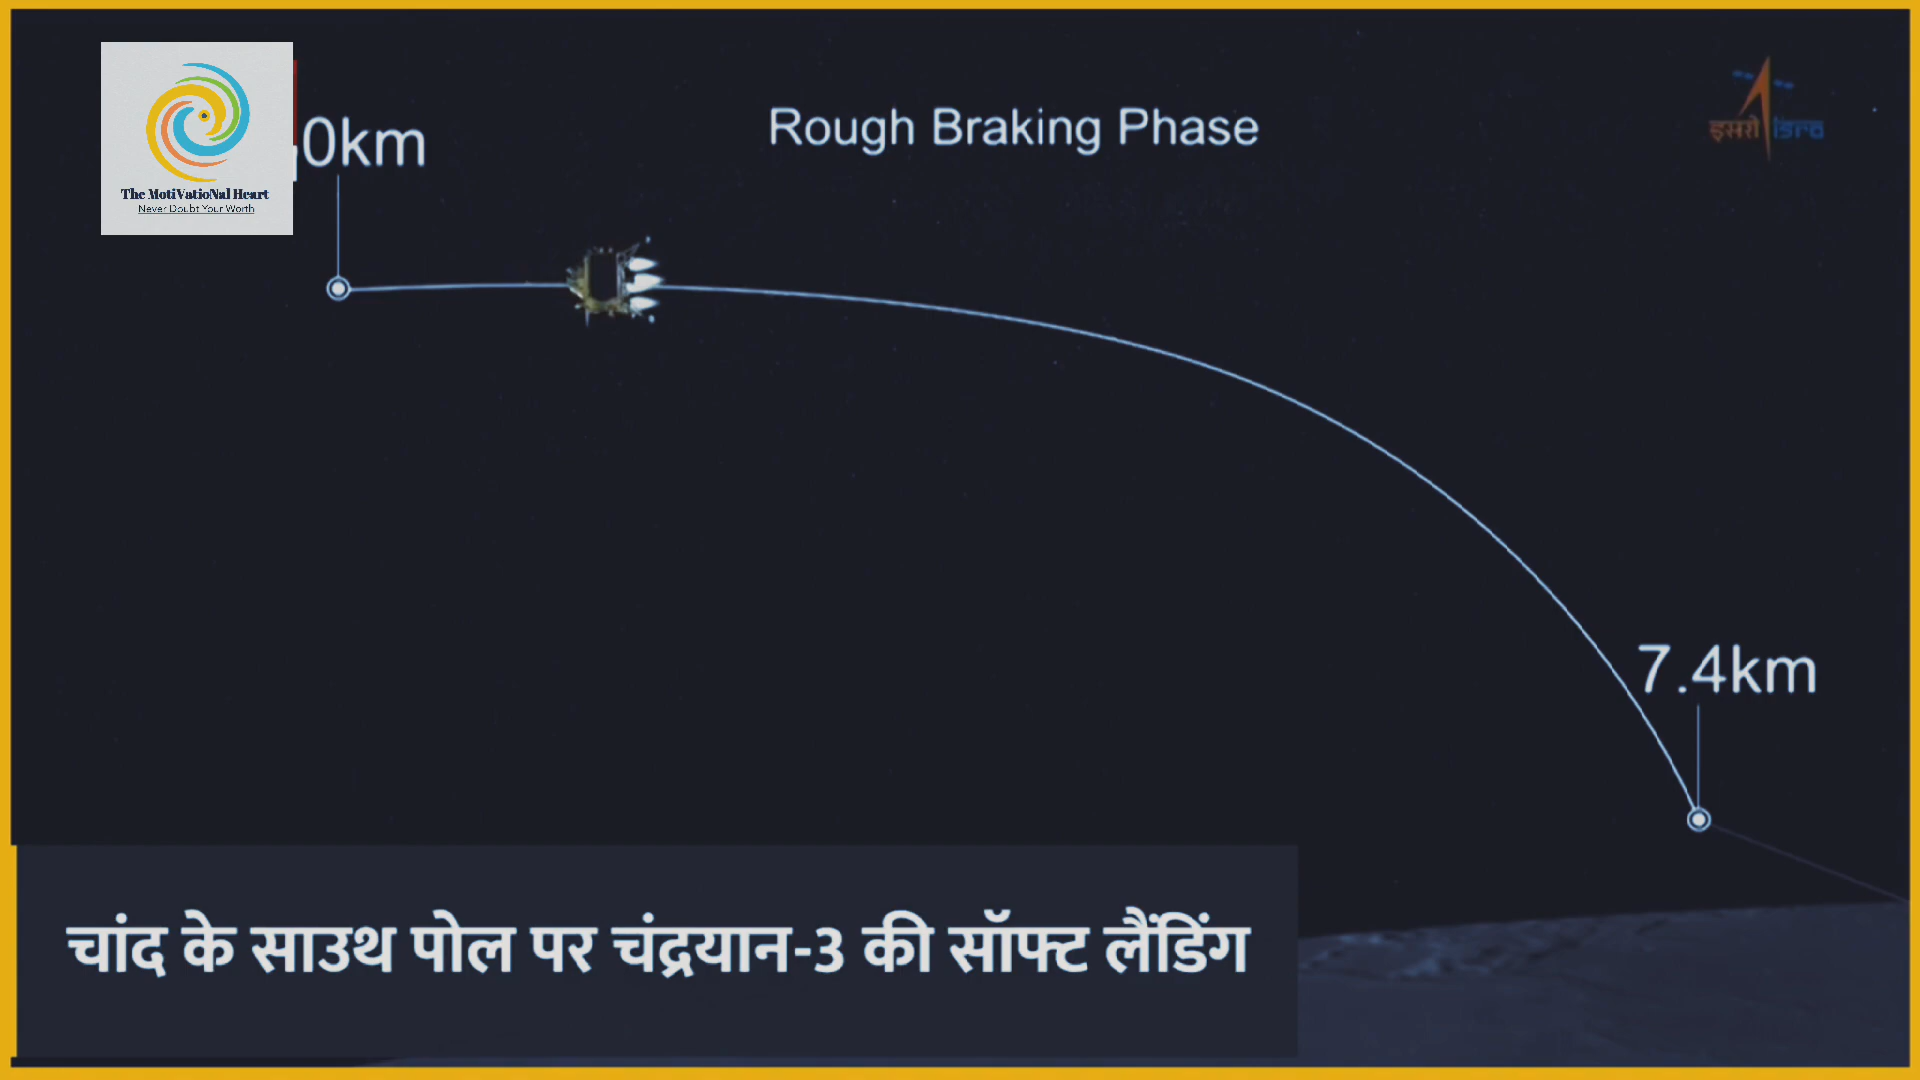 The MotiVatioNal Heart
Never Doubt Your Worth
0km
Rough Braking Phase
इसरो isro
7.4km
चांद के साउथ पोल पर चंद्रयान-3 की सॉफ्ट लैंडिंग